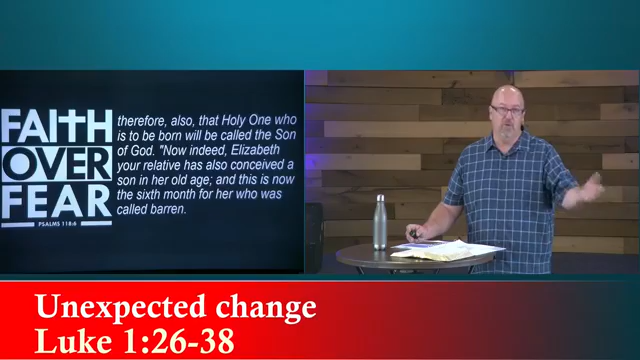 FAITH
OVER
FEAR
PSALMS 118:6
therefore, also, that Holy One who
is to be born will be called the Son
of God. "Now indeed, Elizabeth
your relative has also conceived a
son in her old age; and this is now
the sixth month for her who was
called barren.
Unexpected change
Luke 1:26-38